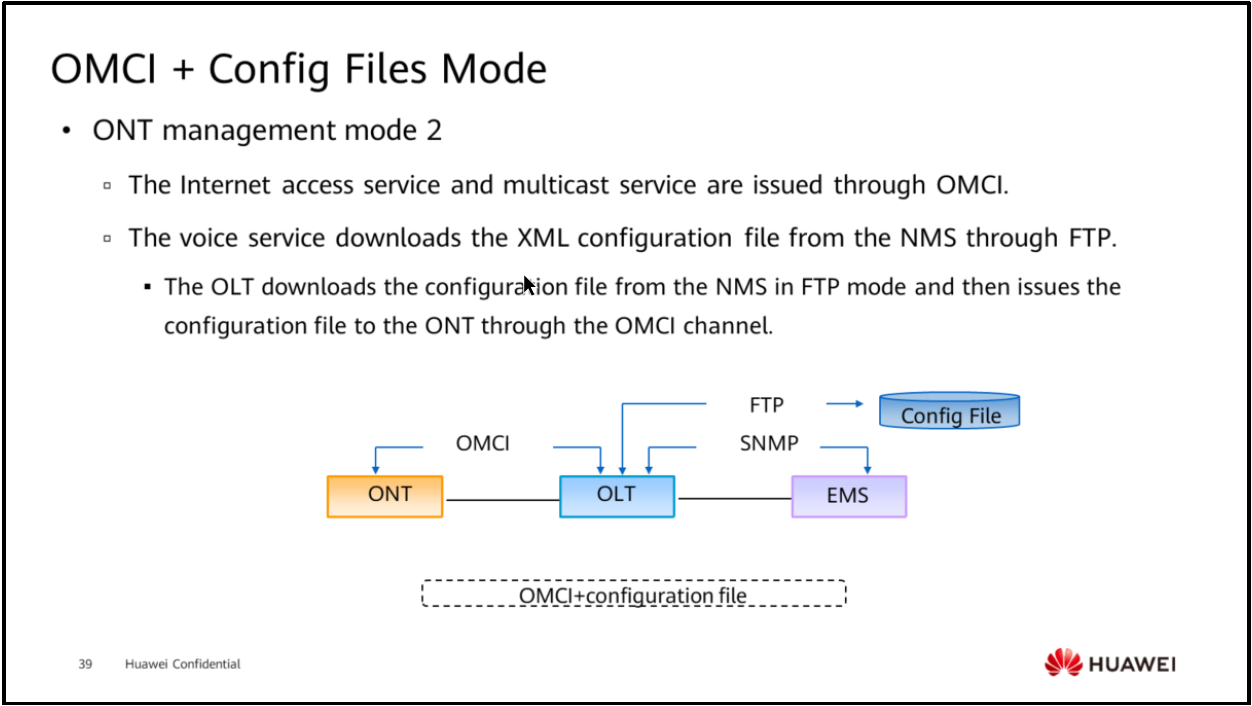 OMCI + Config Files Mode
• ONT management mode 2
▫ The Internet access service and multicast service are issued through OMCI.
▫ The voice service downloads the XML configuration file from the NMS through FTP.
▪ The OLT downloads the configuration file from the NMS in FTP mode and then issues the
configuration file to the ONT through the OMCI channel.
FTP
Config File
OMCI
SNMP
ONT
OLT
EMS
OMCI+configuration file
39 Huawei Confidential
HUAWEI